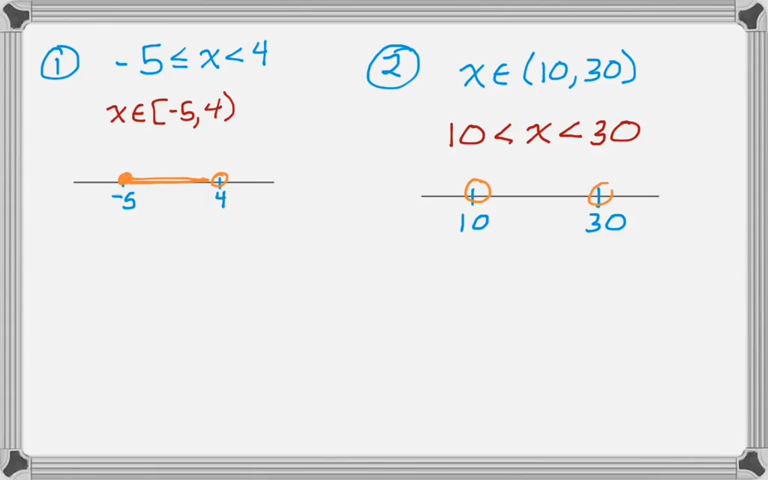 ① -5 ≤ x < 4
x ∈ [-5, 4)
-5 4
② x ∈ (10, 30)
10 < x < 30
10 30